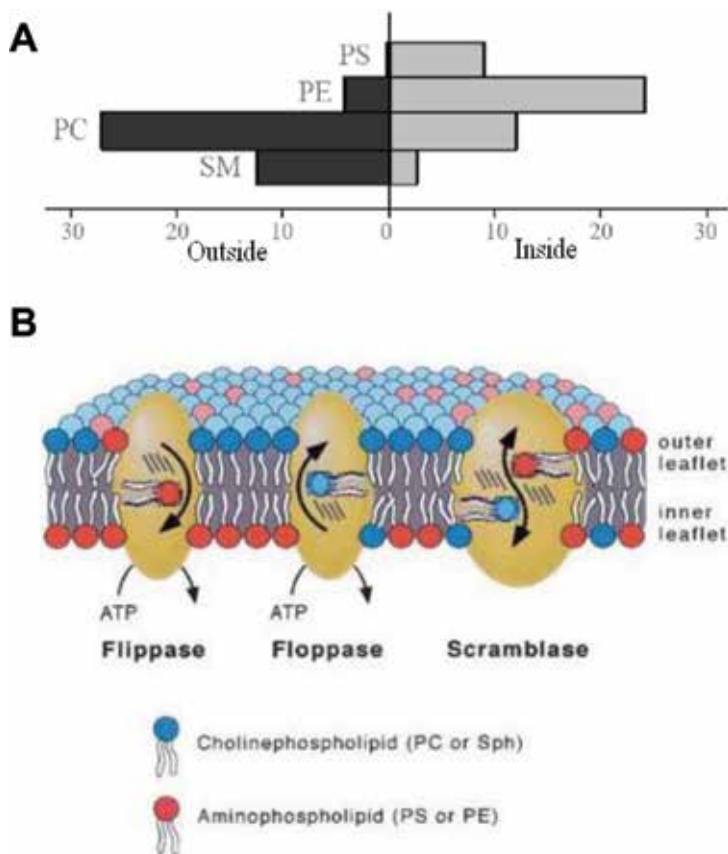 A
PS
PE
PC
SM
30 20 10 0 10 20 30
Outside Inside
B
outer
leaflet
inner
leaflet
ATP ATP
Flippase Floppase Scramblase
Cholinephospholipid (PC or Sph)
Aminophospholipid (PS or PE)